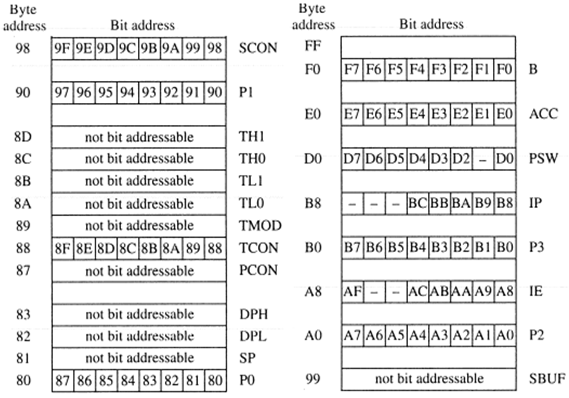 Byte address Bit address
98 9F 9E 9D 9C 9B 9A 99 98 SCON
90 97 96 95 94 93 92 91 90 P1
8D not bit addressable TH1
8C not bit addressable TH0
8B not bit addressable TL1
8A not bit addressable TL0
89 not bit addressable TMOD
88 8F 8E 8D 8C 8B 8A 89 88 TCON
87 not bit addressable PCON
83 not bit addressable DPH
82 not bit addressable DPL
81 not bit addressable SP
80 87 86 85 84 83 82 81 80 P0
Byte address Bit address
FF
F0 F7 F6 F5 F4 F3 F2 F1 F0 B
E0 E7 E6 E5 E4 E3 E2 E1 E0 ACC
D0 D7 D6 D5 D4 D3 D2 – D0 PSW
B8 – – – BC BB BA B9 B8 IP
B0 B7 B6 B5 B4 B3 B2 B1 B0 P3
A8 AF – – AC AB AA A9 A8 IE
A0 A7 A6 A5 A4 A3 A2 A1 A0 P2
99 not bit addressable SBUF